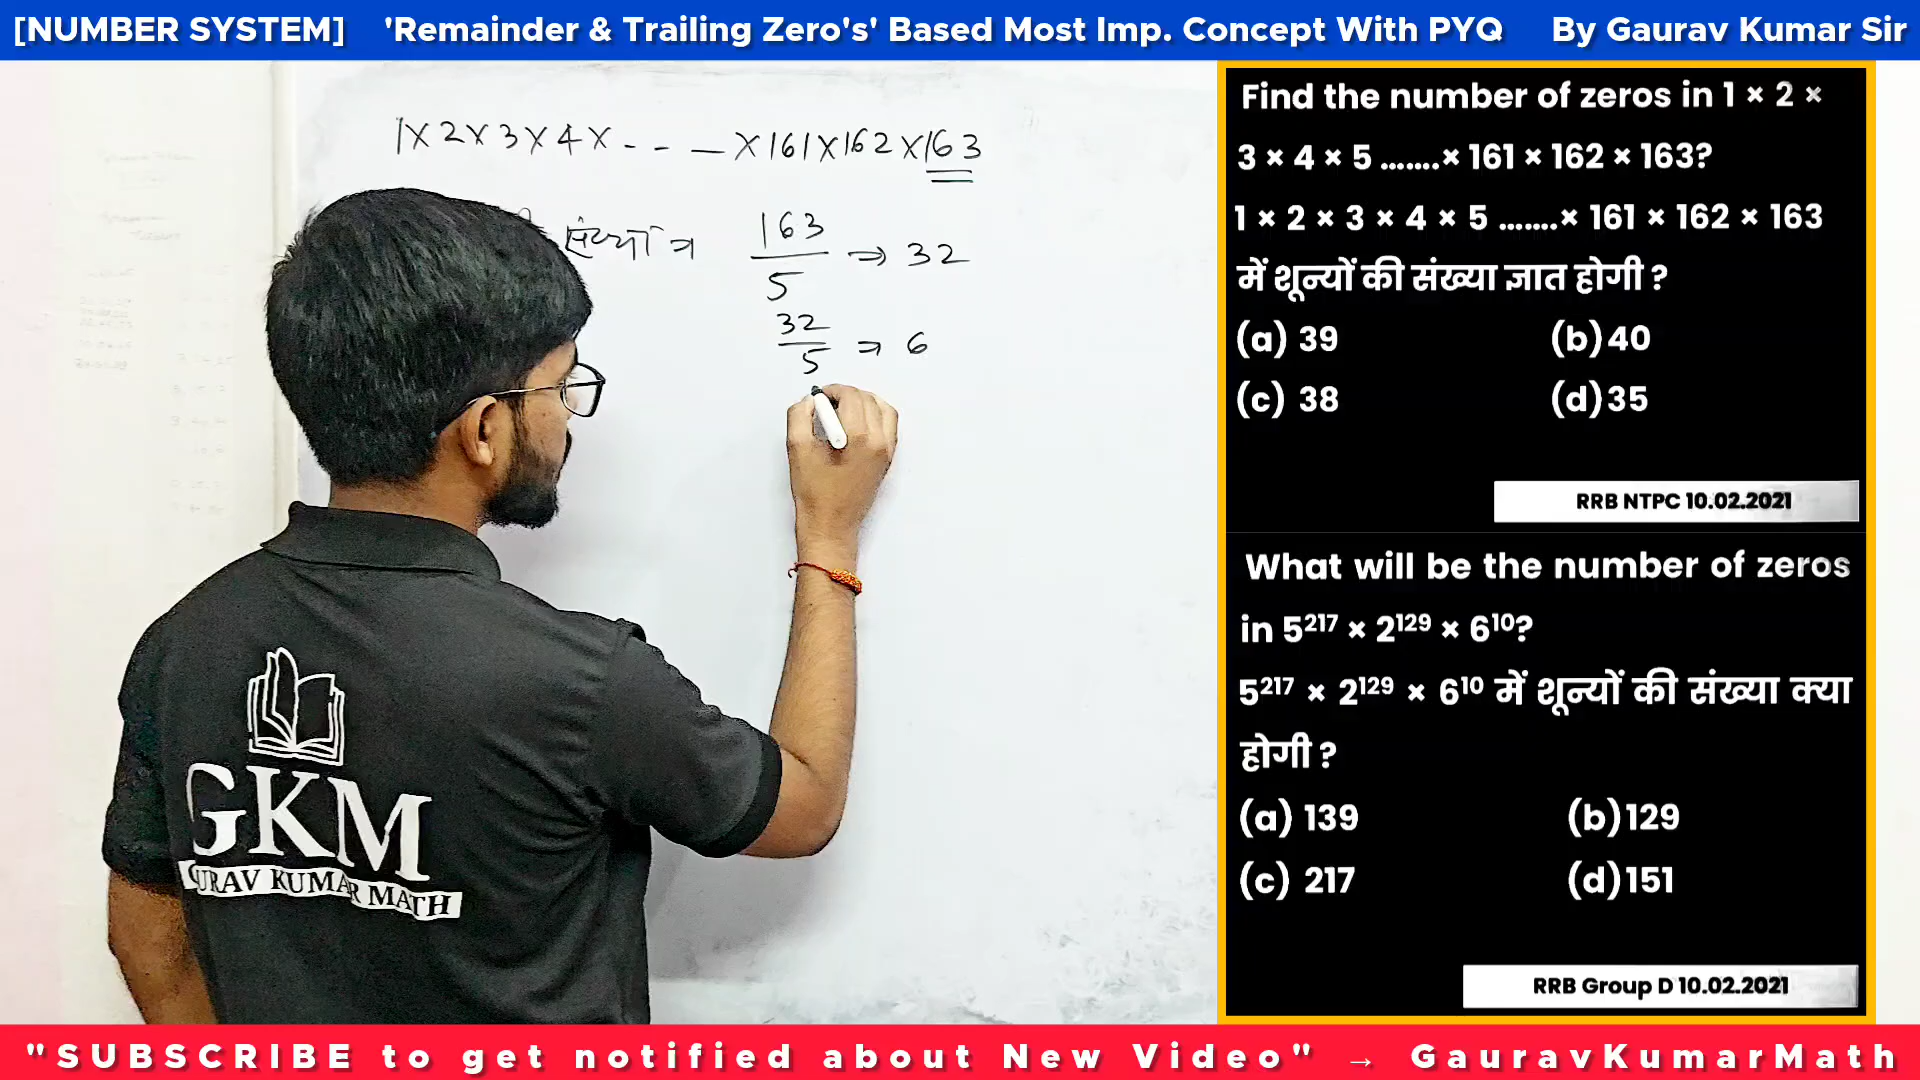 [NUMBER SYSTEM] 'Remainder & Trailing Zero's' Based Most Imp. Concept With PYQ By Gaurav Kumar Sir
1 X 2 X 3 X 4 X - - — X 161 X 162 X 163
संख्या ⇒ 163/5 ⇒ 32
32/5 ⇒ 6
GKM
URAV KUMAR MATH
Find the number of zeros in 1 × 2 ×
3 × 4 × 5 .......× 161 × 162 × 163?
1 × 2 × 3 × 4 × 5 .......× 161 × 162 × 163
में शून्यों की संख्या ज्ञात होगी ?
(a) 39 (b) 40
(c) 38 (d) 35
RRB NTPC 10.02.2021
What will be the number of zeros
in 5²¹⁷ × 2¹²⁹ × 6¹⁰?
5²¹⁷ × 2¹²⁹ × 6¹⁰ में शून्यों की संख्या क्या
होगी ?
(a) 139 (b) 129
(c) 217 (d) 151
RRB Group D 10.02.2021
"SUBSCRIBE to get notified about New Video" → GauravKumarMath